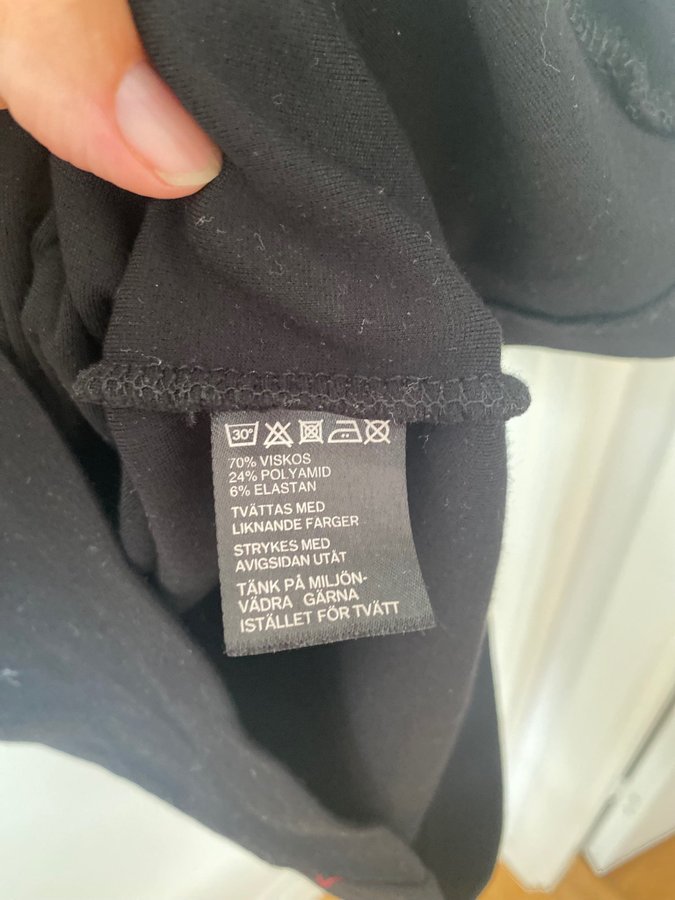 30°
70% VISKOS
24% POLYAMID
6% ELASTAN
TVÄTTAS MED
LIKNANDE FÄRGER
STRYKES MED
AVIGSIDAN UTÅT
TÄNK PÅ MILJÖN-
VÄDRA GÄRNA
ISTÄLLET FÖR TVÄTT